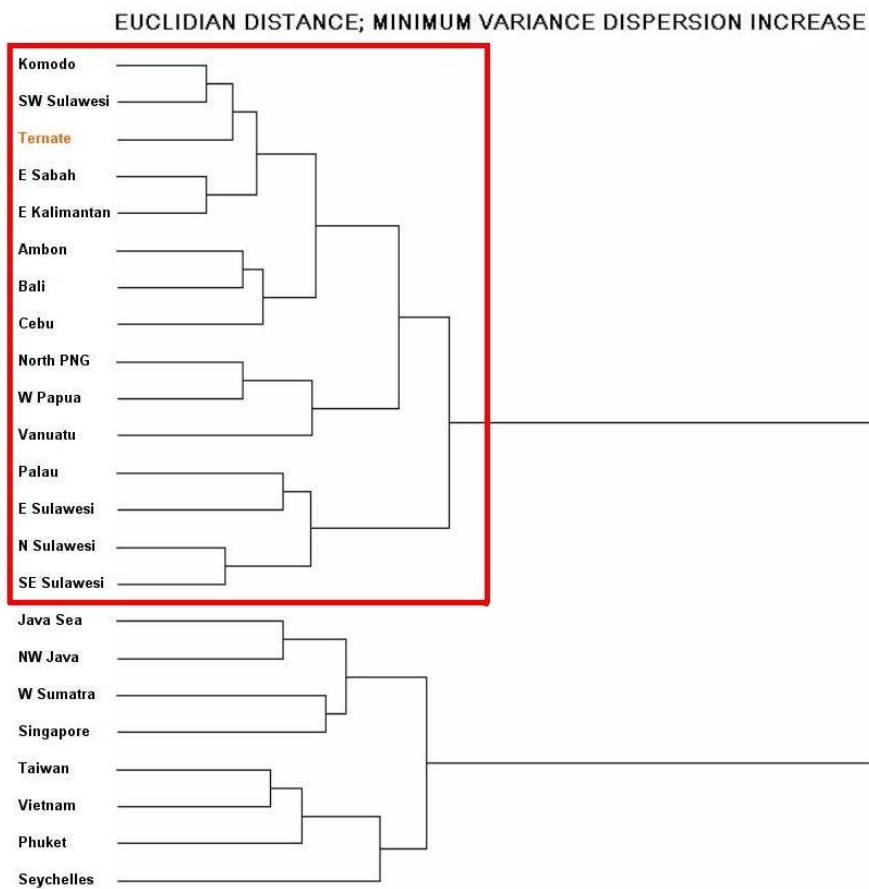 EUCLIDIAN DISTANCE; MINIMUM VARIANCE DISPERSION INCREASE
Komodo
SW Sulawesi
Ternate
E Sabah
E Kalimantan
Ambon
Bali
Cebu
North PNG
W Papua
Vanuatu
Palau
E Sulawesi
N Sulawesi
SE Sulawesi
Java Sea
NW Java
W Sumatra
Singapore
Taiwan
Vietnam
Phuket
Seychelles